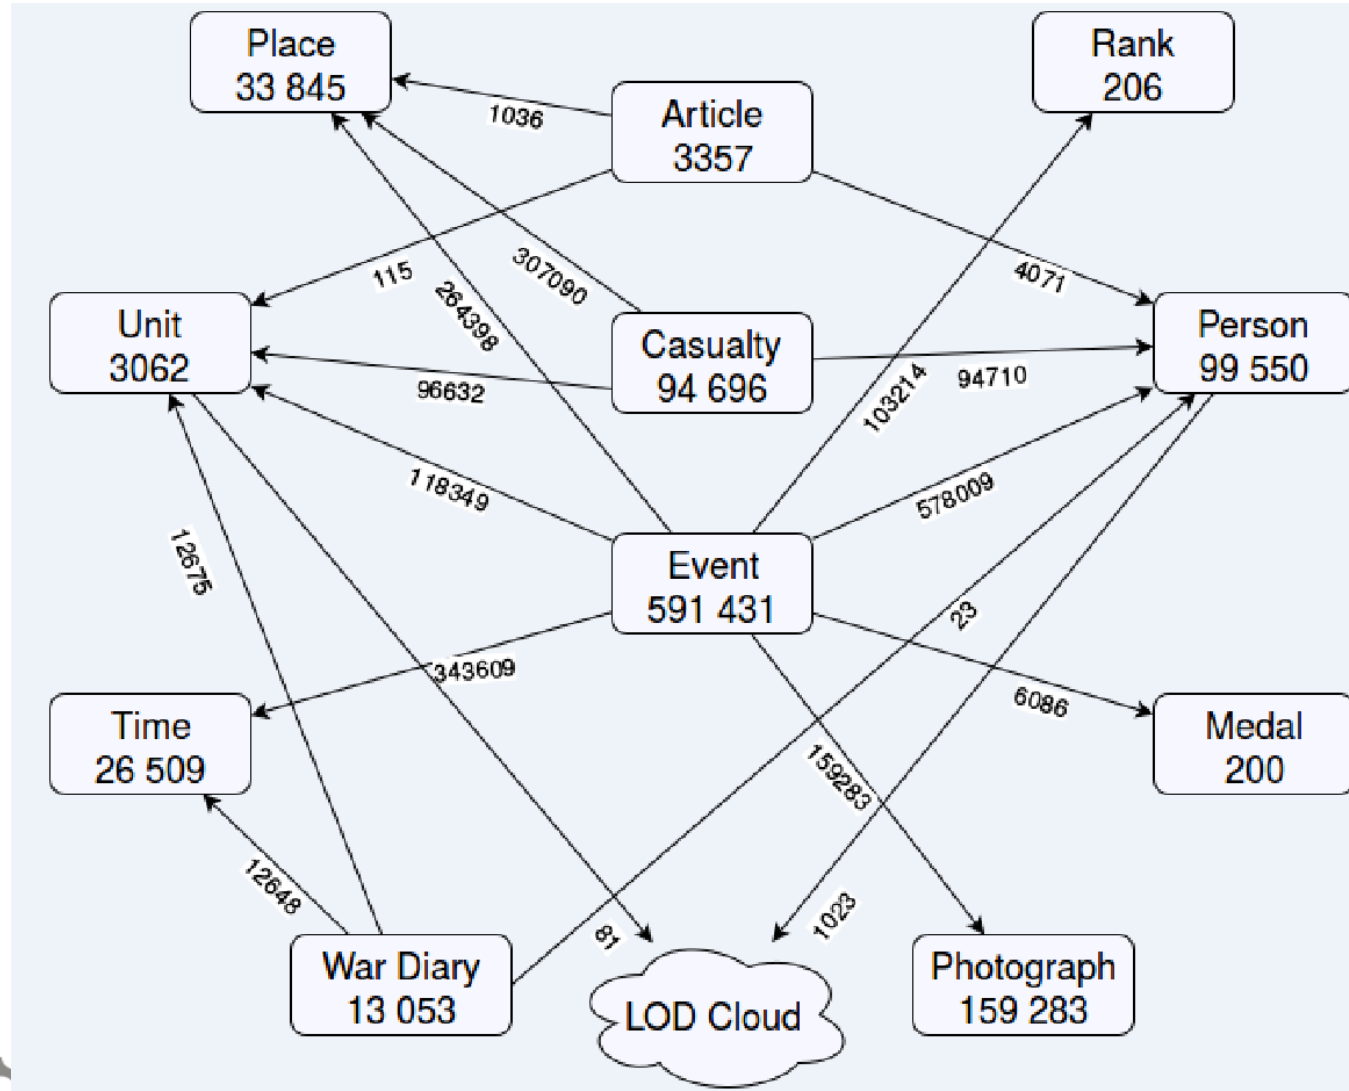 Place
33 845
Rank
206
Article
3357
1036
115
307090
264398
4071
Unit
3062
Casualty
94 696
Person
99 550
96632
94710
103214
118349
578009
12675
Event
591 431
23
343609
6086
Time
26 509
Medal
200
159283
12648
81
1023
War Diary
13 053
LOD Cloud
Photograph
159 283